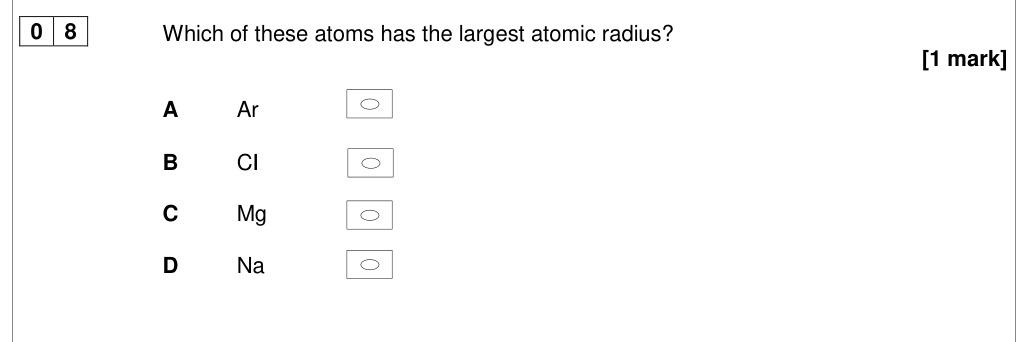 0 8 Which of these atoms has the largest atomic radius?
[1 mark]
A Ar
B Cl
C Mg
D Na